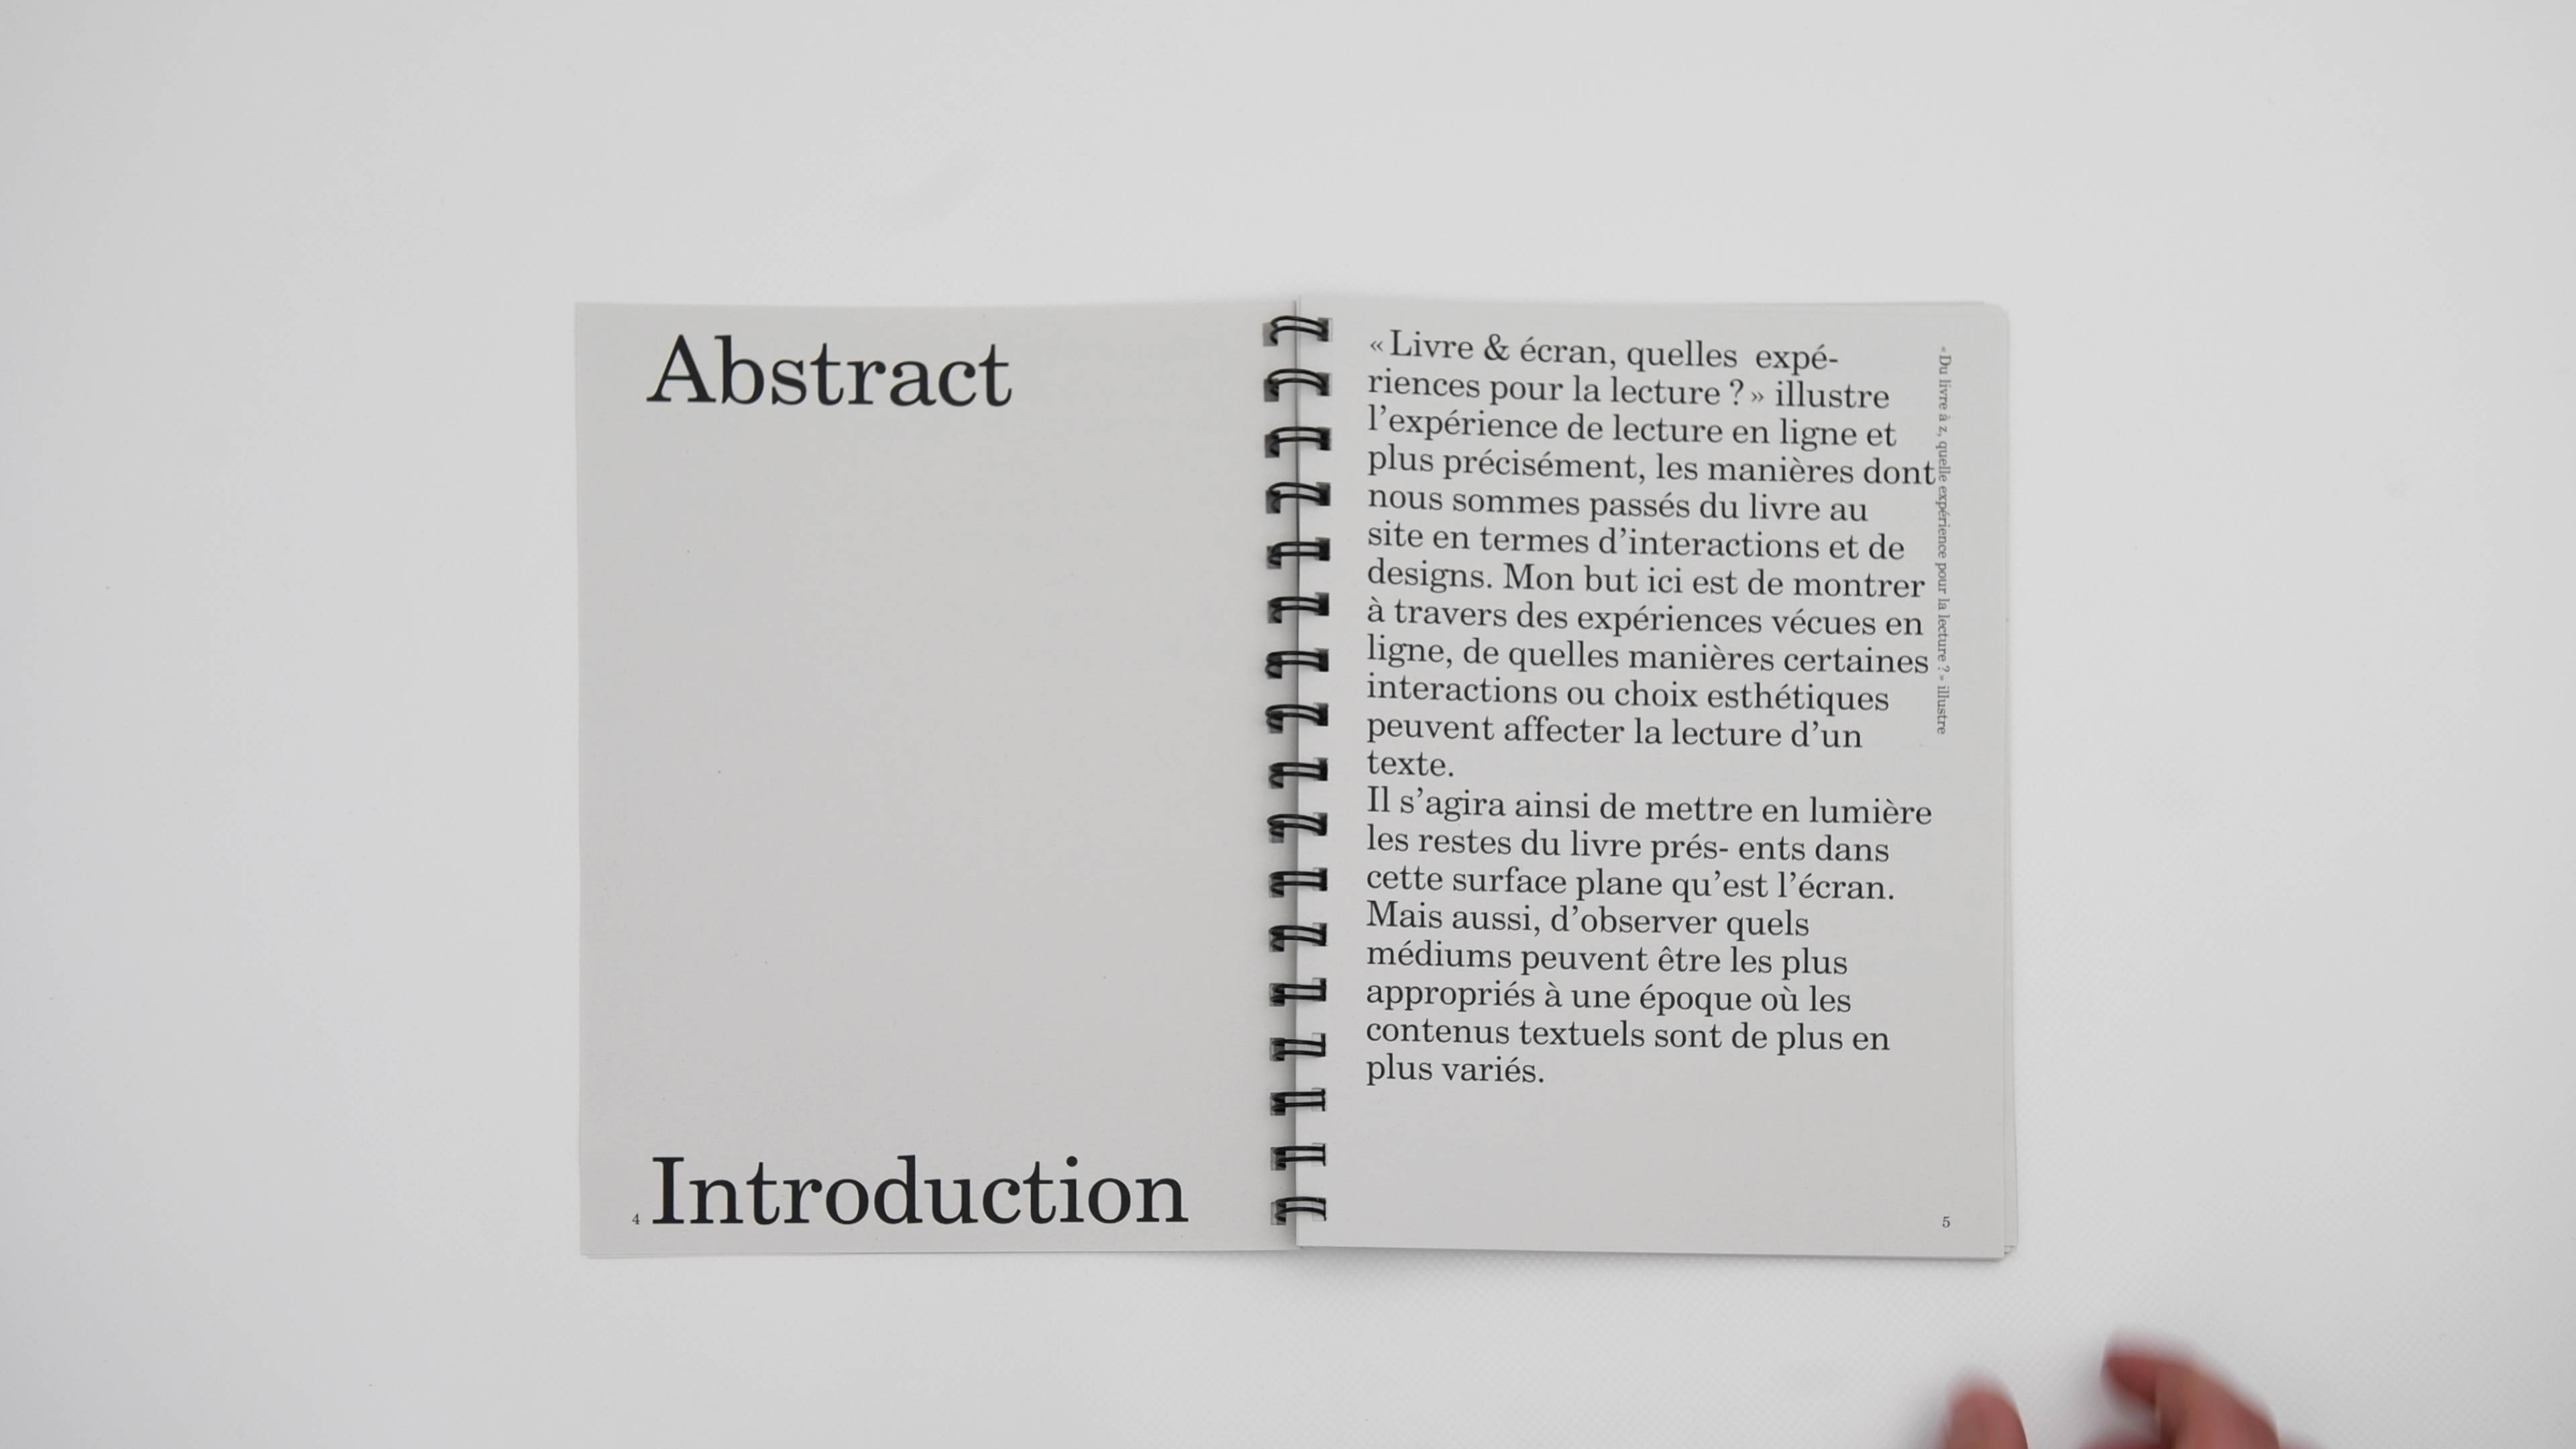 Abstract
4 Introduction
« Livre & écran, quelles  expé-
riences pour la lecture ? » illustre
l’expérience de lecture en ligne et
plus précisément, les manières dont
nous sommes passés du livre au
site en termes d’interactions et de
designs. Mon but ici est de montrer
à travers des expériences vécues en
ligne, de quelles manières certaines
interactions ou choix esthétiques
peuvent affecter la lecture d’un
texte.
Il s’agira ainsi de mettre en lumière
les restes du livre prés- ents dans
cette surface plane qu’est l’écran.
Mais aussi, d’observer quels
médiums peuvent être les plus
appropriés à une époque où les
contenus textuels sont de plus en
plus variés.
« Du livre à z, quelle expérience pour la lecture ? » illustre
5